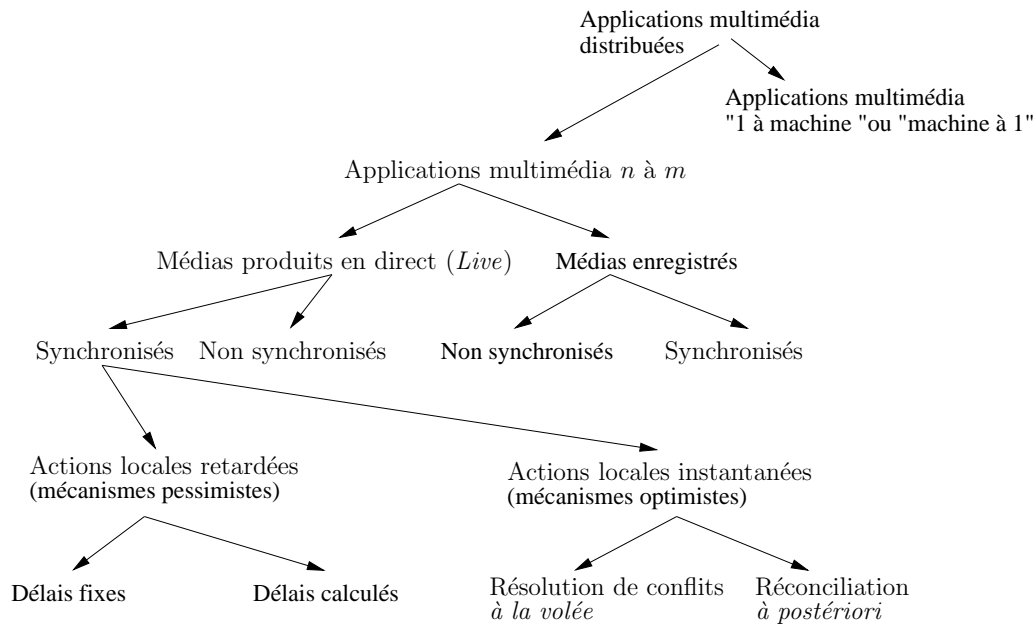 Applications multimédia
distribuées
Applications multimédia
"1 à machine "ou "machine à 1"
Applications multimédia n à m
Médias produits en direct (Live)
Médias enregistrés
Synchronisés
Non synchronisés
Non synchronisés
Synchronisés
Actions locales retardées
(mécanismes pessimistes)
Actions locales instantanées
(mécanismes optimistes)
Délais fixes
Délais calculés
Résolution de conflits
à la volée
Réconciliation
à postériori